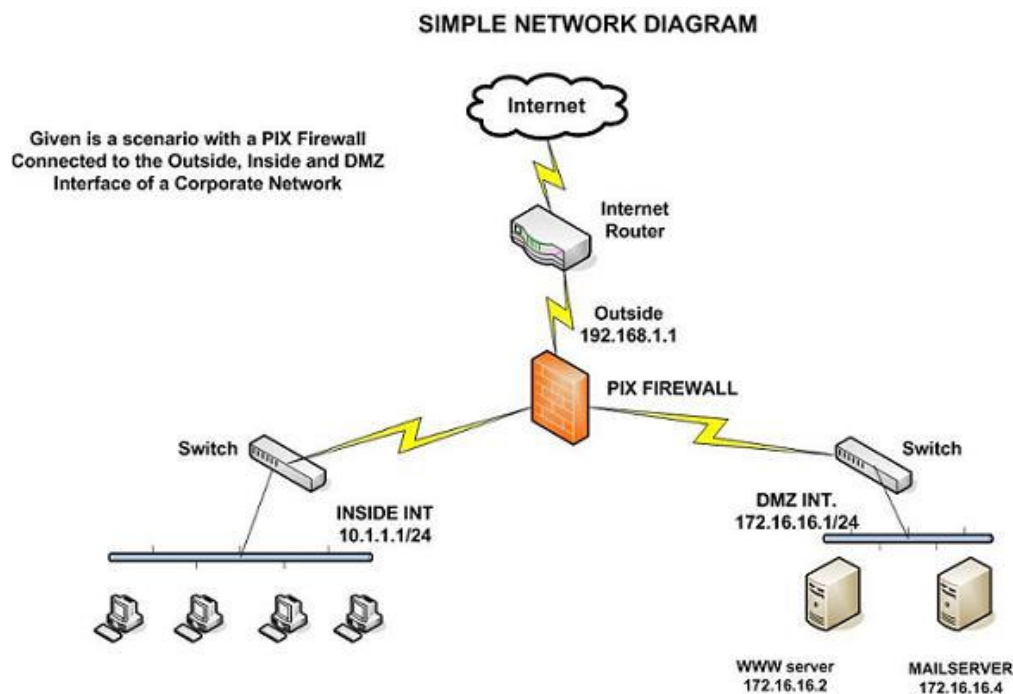 SIMPLE NETWORK DIAGRAM
Internet
Given is a scenario with a PIX Firewall
Connected to the Outside, Inside and DMZ
Interface of a Corporate Network
Internet
Router
Outside
192.168.1.1
PIX FIREWALL
Switch
Switch
INSIDE INT
10.1.1.1/24
DMZ INT.
172.16.16.1/24
WWW server
172.16.16.2
MAILSERVER
172.16.16.4